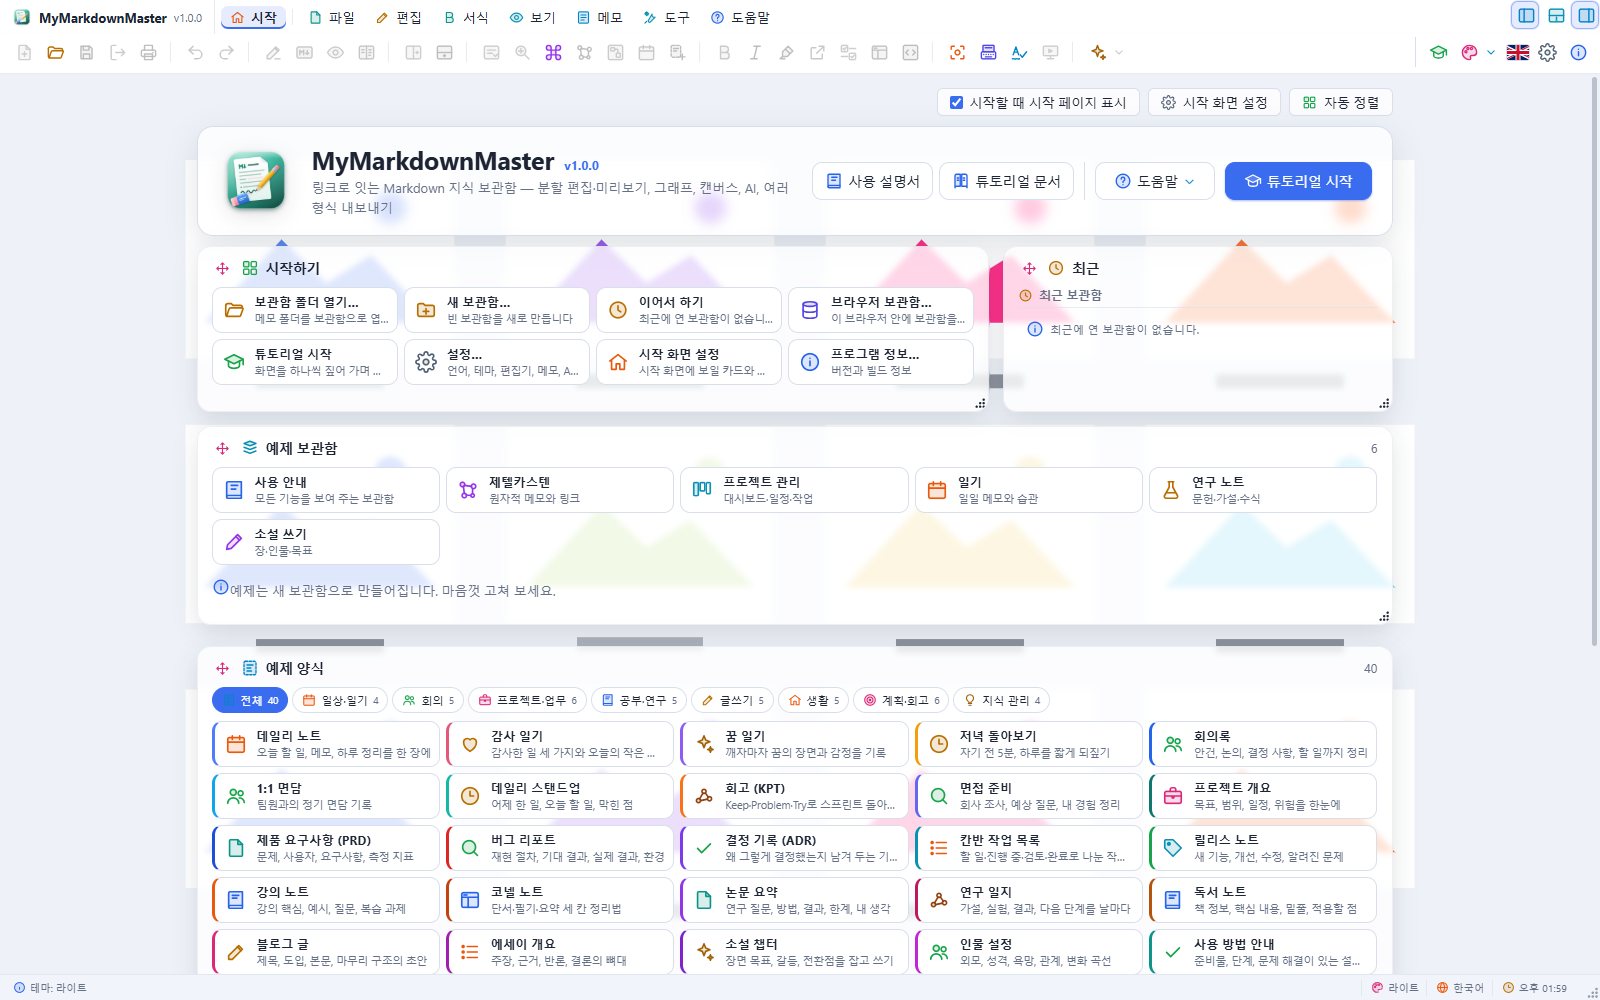 MyMarkdownMaster v1.0.0
시작 파일 편집 서식 보기 메모 도구 도움말
시작할 때 시작 페이지 표시 시작 화면 설정 자동 정렬
MyMarkdownMaster v1.0.0
링크로 잇는 Markdown 지식 보관함 — 분할 편집·미리보기, 그래프, 캔버스, AI, 여러
형식 내보내기
사용 설명서 튜토리얼 문서 도움말 튜토리얼 시작
시작하기
보관함 폴더 열기... 새 보관함... 이어서 하기 브라우저 보관함...
메모 폴더를 보관함으로 엽... 빈 보관함을 새로 만듭니다 최근에 연 보관함이 없습니... 이 브라우저 안에 보관함을...
튜토리얼 시작 설정... 시작 화면 설정 프로그램 정보...
화면을 하나씩 짚어 가며 ... 언어, 테마, 편집기, 메모, A... 시작 화면에 보일 카드와 ... 버전과 빌드 정보
최근
최근 보관함
최근에 연 보관함이 없습니다.
예제 보관함 6
사용 안내 제텔카스텐 프로젝트 관리 일기 연구 노트
모든 기능을 보여 주는 보관함 원자적 메모와 링크 대시보드·일정·작업 일일 메모와 습관 문헌·가설·수식
소설 쓰기
장·인물·목표
예제는 새 보관함으로 만들어집니다. 마음껏 고쳐 보세요.
예제 양식 40
전체 40 일상·일기 4 회의 5 프로젝트·업무 6 공부·연구 5 글쓰기 5 생활 5 계획·회고 6 지식 관리 4
데일리 노트 감사 일기 꿈 일기 저녁 돌아보기 회의록
오늘 할 일, 메모, 하루 정리를 한 장에 감사한 일 세 가지와 오늘의 작은 ... 깨자마자 꿈의 장면과 감정을 기록 자기 전 5분, 하루를 짧게 되짚기 안건, 논의, 결정 사항, 할 일까지 정리
1:1 면담 데일리 스탠드업 회고 (KPT) 면접 준비 프로젝트 개요
팀원과의 정기 면담 기록 어제 한 일, 오늘 할 일, 막힌 점 Keep·Problem·Try로 스프린트 돌아... 회사 조사, 예상 질문, 내 경험 정리 목표, 범위, 일정, 위험을 한눈에
제품 요구사항 (PRD) 버그 리포트 결정 기록 (ADR) 칸반 작업 목록 릴리스 노트
문제, 사용자, 요구사항, 측정 지표 재현 절차, 기대 결과, 실제 결과, 환경 왜 그렇게 결정했는지 남겨 두는 기... 할 일·진행 중·검토·완료로 나눈 작... 새 기능, 개선, 수정, 알려진 문제
강의 노트 코넬 노트 논문 요약 연구 일지 독서 노트
강의 핵심, 예시, 질문, 복습 과제 단서·필기·요약 세 칸 정리법 연구 질문, 방법, 결과, 한계, 내 생각 가설, 실험, 결과, 다음 단계를 날마다 책 정보, 핵심 내용, 밑줄, 적용할 점
블로그 글 에세이 개요 소설 챕터 인물 설정 사용 방법 안내
제목, 도입, 본문, 마무리 구조의 초안 주장, 근거, 반론, 결론의 뼈대 장면 목표, 갈등, 전환점을 잡고 쓰기 외모, 성격, 욕망, 관계, 변화 곡선 준비물, 단계, 문제 해결이 있는 설...
테마: 라이트 라이트 한국어 오후 01:59